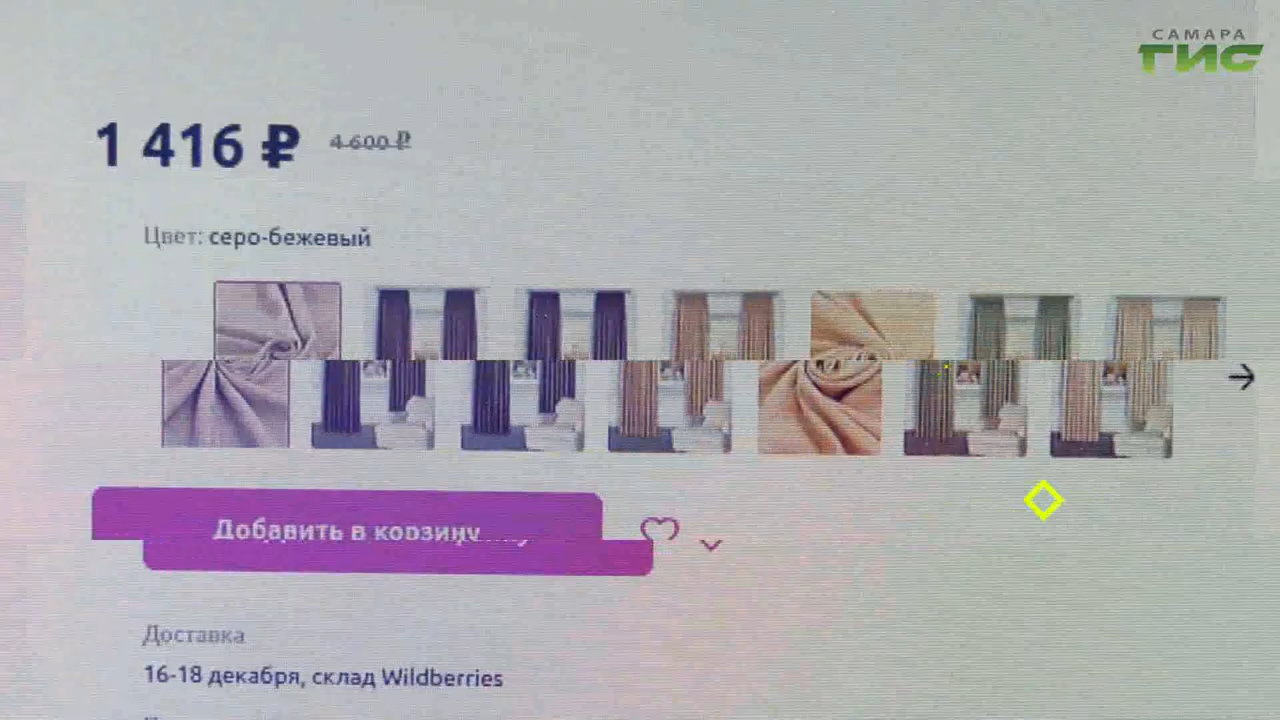 САМАРА
ГИС
1 416 ₽ 4 600 ₽
Цвет: серо-бежевый
Добавить в корзину
Доставка
16-18 декабря, склад Wildberries